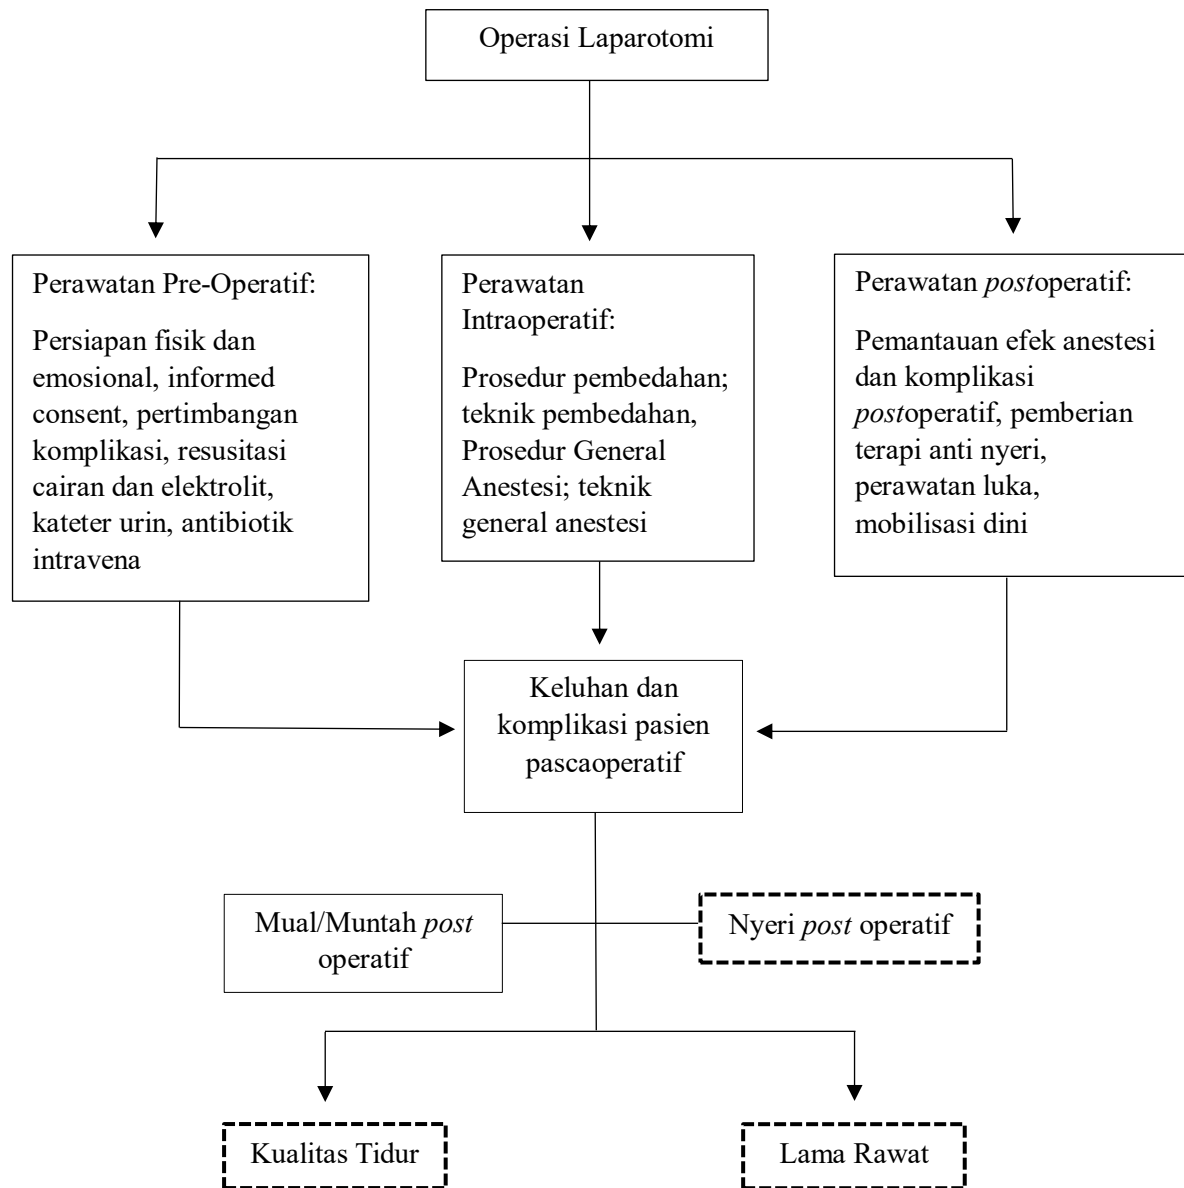 Operasi Laparotomi
Perawatan Pre-Operatif:
Persiapan fisik dan
emosional, informed
consent, pertimbangan
komplikasi, resusitasi
cairan dan elektrolit,
kateter urin, antibiotik
intravena
Perawatan
Intraoperatif:
Prosedur pembedahan;
teknik pembedahan,
Prosedur General
Anestesi; teknik
general anestesi
Perawatan postoperatif:
Pemantauan efek anestesi
dan komplikasi
postoperatif, pemberian
terapi anti nyeri,
perawatan luka,
mobilisasi dini
Keluhan dan
komplikasi pasien
pascaoperatif
Mual/Muntah post
operatif
Nyeri post operatif
Kualitas Tidur
Lama Rawat